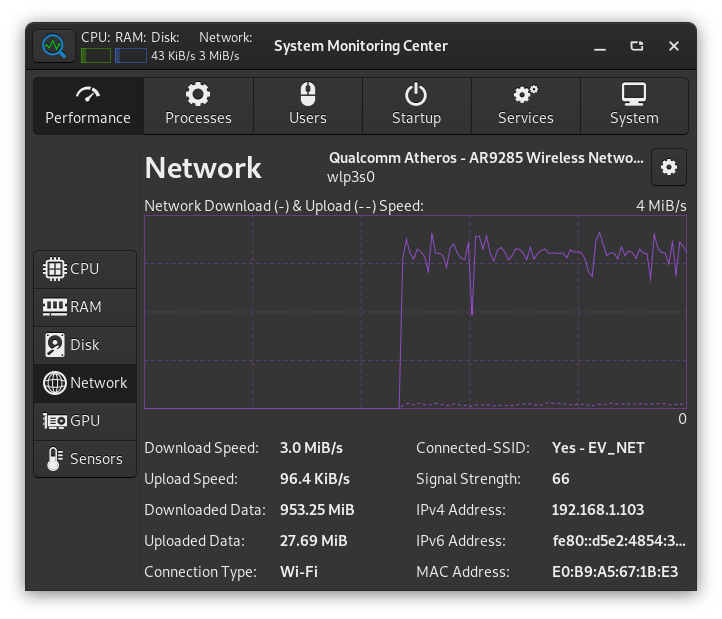 CPU: RAM: Disk: Network:
43 KiB/s 3 MiB/s
System Monitoring Center
Performance Processes Users Startup Services System
Network
Qualcomm Atheros - AR9285 Wireless Netwo...
wlp3s0
Network Download (-) & Upload (--) Speed: 4 MiB/s
CPU
RAM
Disk
Network
GPU
Sensors
0
Download Speed: 3.0 MiB/s Connected-SSID: Yes - EV_NET
Upload Speed: 96.4 KiB/s Signal Strength: 66
Downloaded Data: 953.25 MiB IPv4 Address: 192.168.1.103
Uploaded Data: 27.69 MiB IPv6 Address: fe80::d5e2:4854:3...
Connection Type: Wi-Fi MAC Address: E0:B9:A5:67:1B:E3